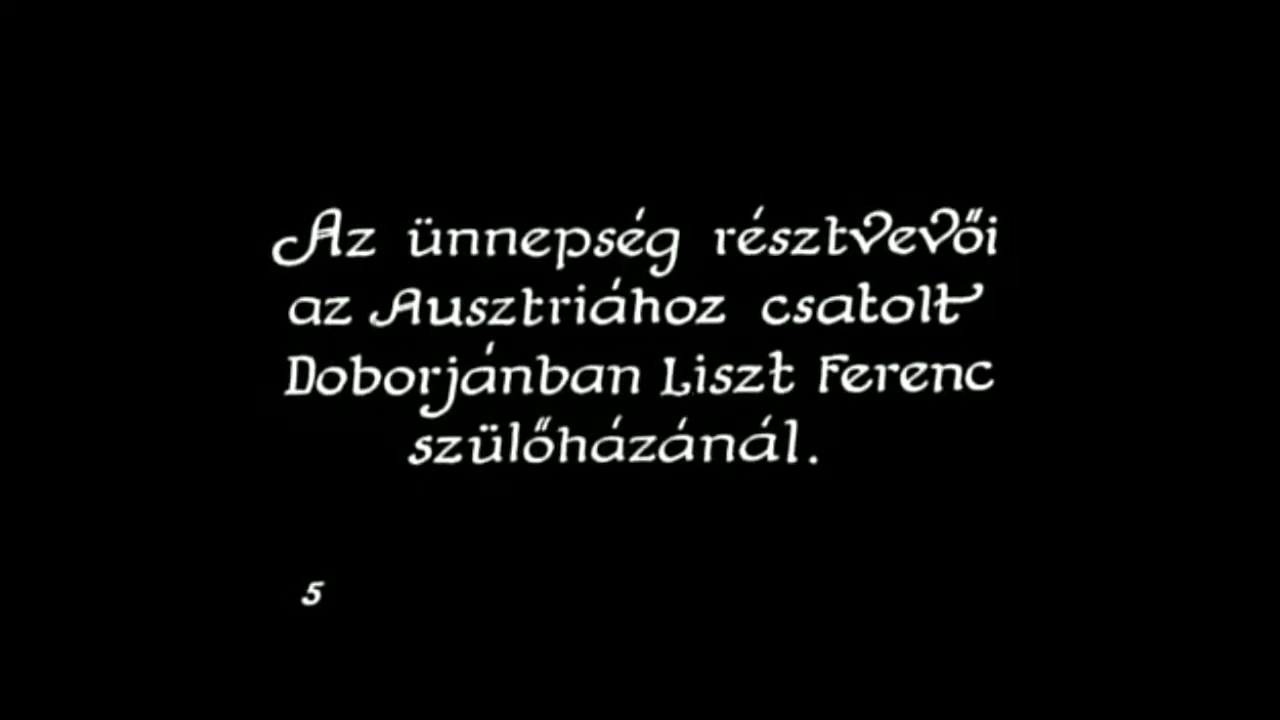 Az ünnepség résztvevői
az Ausztriához csatolt
Doborjánban Liszt Ferenc
szülőházánál.
5